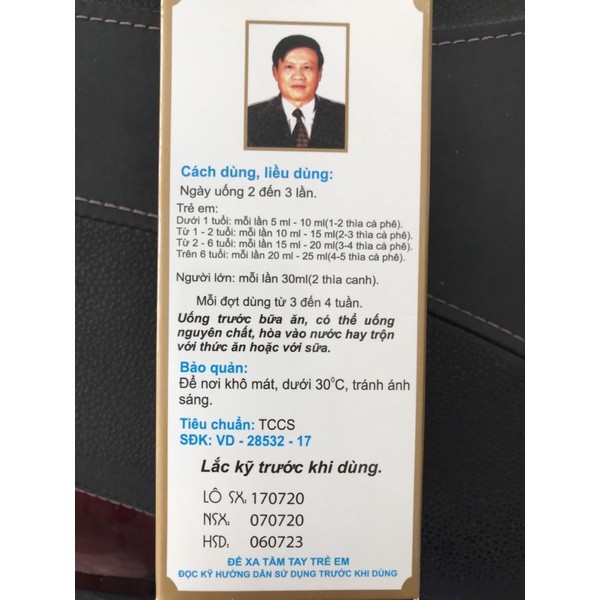 Cách dùng, liều dùng:
Ngày uống 2 đến 3 lần.
Trẻ em:
Dưới 1 tuổi: mỗi lần 5 ml - 10 ml(1-2 thìa cà phê).
Từ 1 - 2 tuổi: mỗi lần 10 ml - 15 ml(2-3 thìa cà phê).
Từ 2 - 6 tuổi: mỗi lần 15 ml - 20 ml(3-4 thìa cà phê).
Trên 6 tuổi: mỗi lần 20 ml - 25 ml(4-5 thìa cà phê).
Người lớn: mỗi lần 30ml(2 thìa canh).
Mỗi đợt dùng từ 3 đến 4 tuần.
Uống trước bữa ăn, có thể uống
nguyên chất, hòa vào nước hay trộn
với thức ăn hoặc với sữa.
Bảo quản:
Để nơi khô mát, dưới 30⁰C, tránh ánh
sáng.
Tiêu chuẩn: TCCS
SĐK: VD - 28532 - 17
Lắc kỹ trước khi dùng.
LÔ SX: 170720
NSX: 070720
HSD: 060723
ĐỂ XA TẦM TAY TRẺ EM
ĐỌC KỸ HƯỚNG DẪN SỬ DỤNG TRƯỚC KHI DÙNG